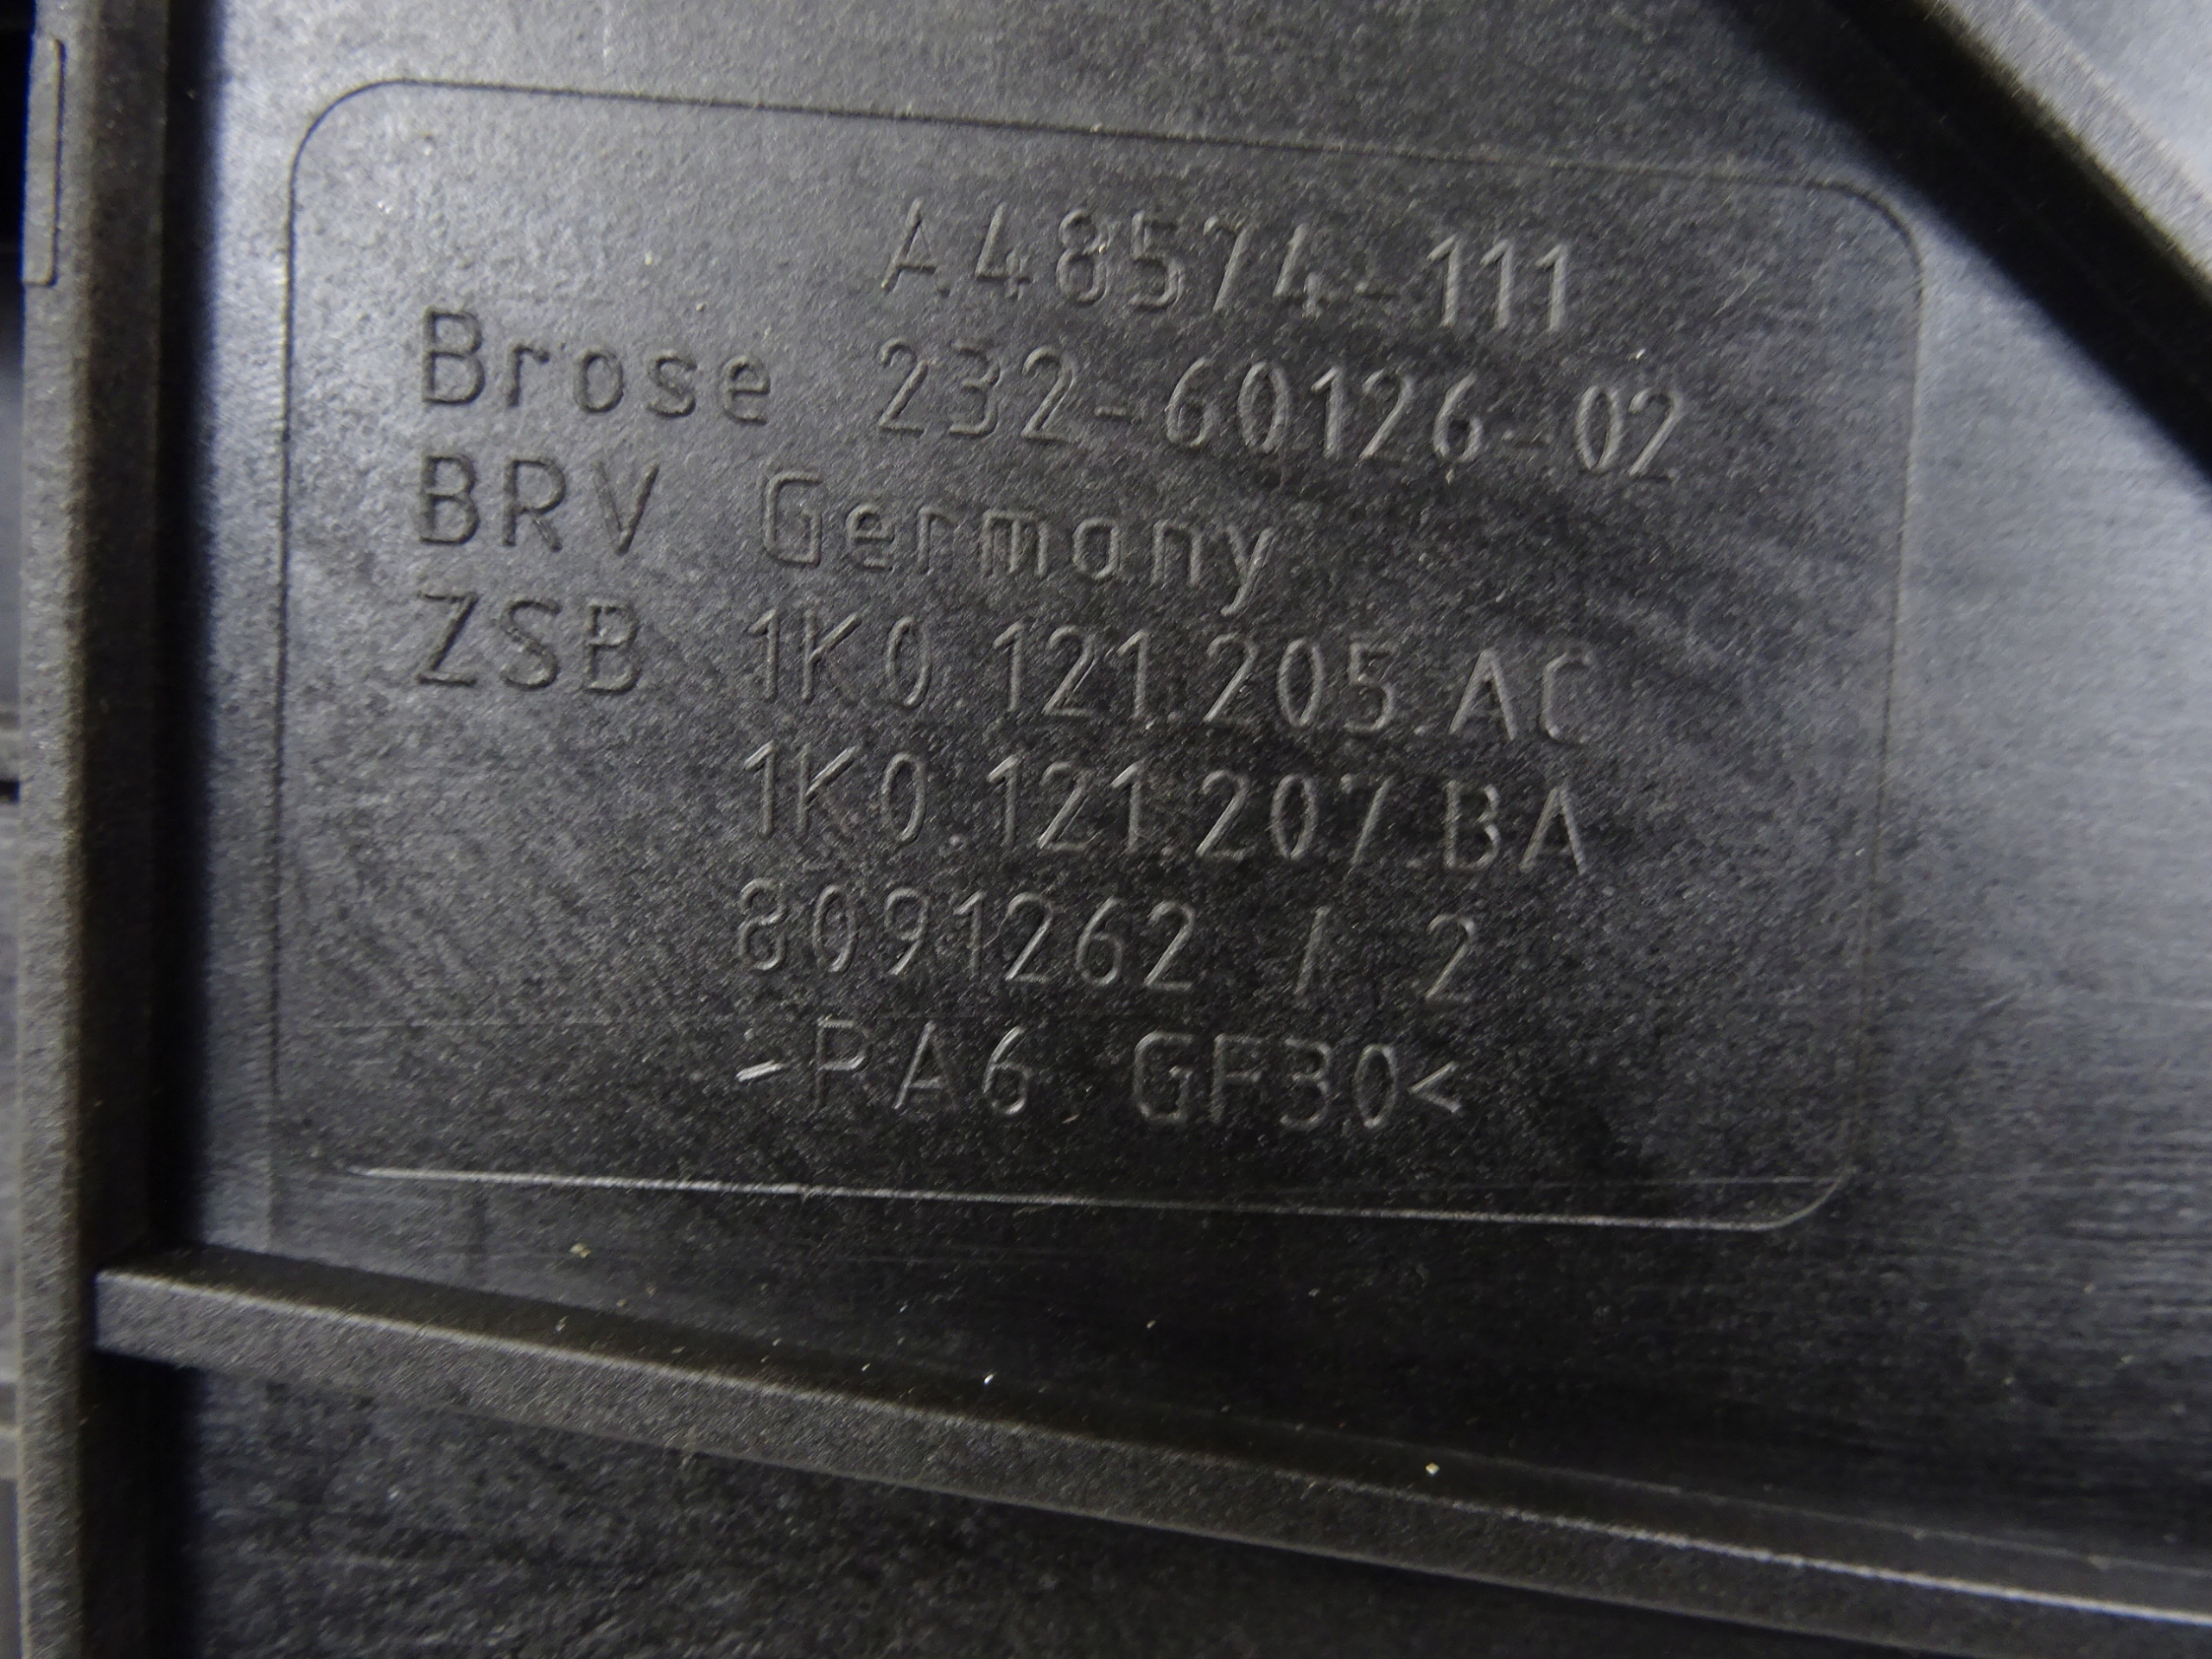 A48574-111
Brose 232-60126-02
BRV Germany
ZSB 1K0.121.205.AC
1K0.121.207.BA
8091262 / 2
>PA6 GF30<